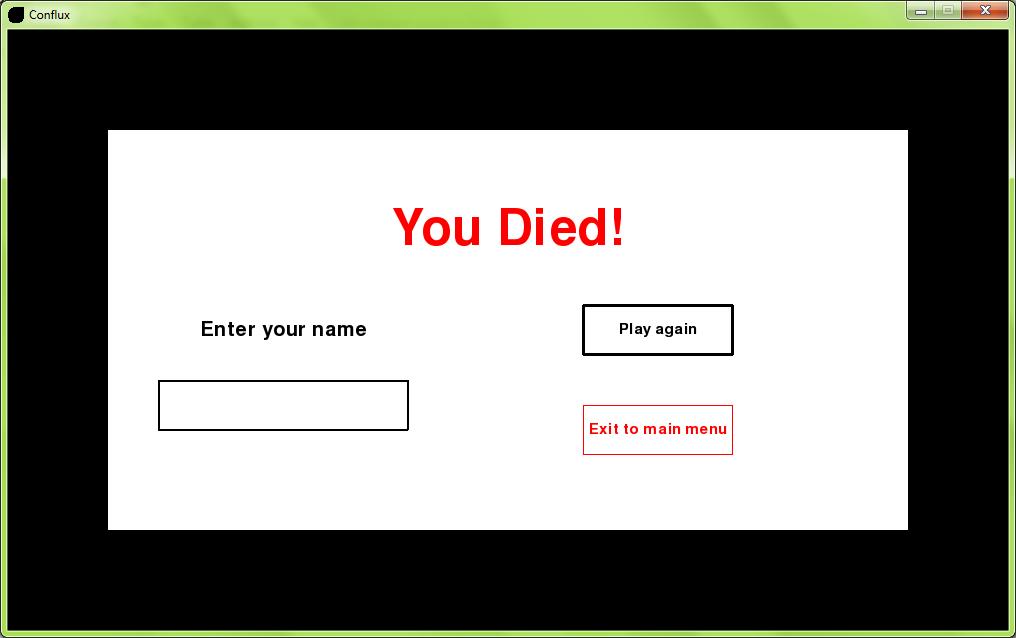 Conflux
You Died!
Enter your name
Play again
Exit to main menu